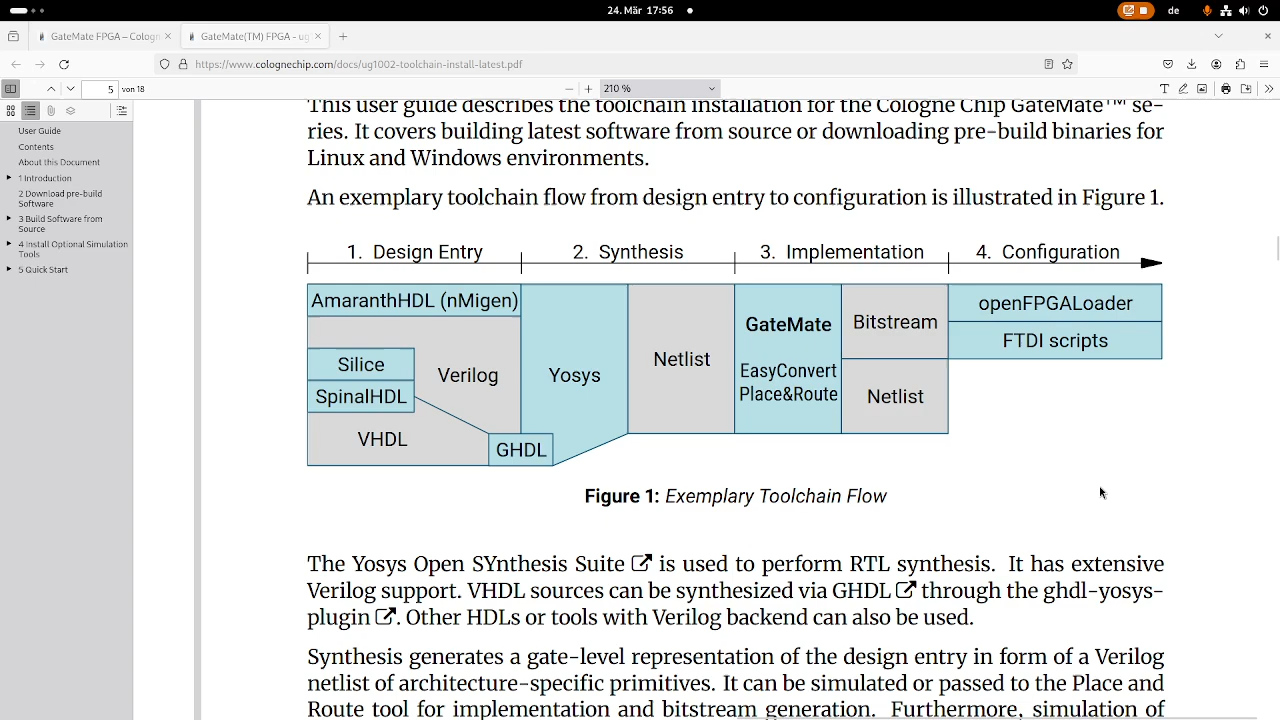 24. Mär 17:56
de
GateMate FPGA – Colo
GateMate(TM) FPGA - ug
https://www.colognechip.com/docs/ug1002-toolchain-install-latest.pdf
5 von 18
210 %
User Guide
Contents
About this Document
1 Introduction
2 Download pre-build
Software
3 Build Software from
Source
4 Install Optional Simulation
Tools
5 Quick Start
This user guide describes the toolchain installation for the Cologne Chip GateMate™ se-
ries. It covers building latest software from source or downloading pre-build binaries for
Linux and Windows environments.
An exemplary toolchain flow from design entry to configuration is illustrated in Figure 1.
1. Design Entry 2. Synthesis 3. Implementation 4. Configuration
AmaranthHDL (nMigen)
Silice
SpinalHDL
Verilog
VHDL
GHDL
Yosys
Netlist
GateMate
EasyConvert
Place&Route
Bitstream
Netlist
openFPGALoader
FTDI scripts
Figure 1: Exemplary Toolchain Flow
The Yosys Open SYnthesis Suite is used to perform RTL synthesis. It has extensive
Verilog support. VHDL sources can be synthesized via GHDL through the ghdl-yosys-
plugin . Other HDLs or tools with Verilog backend can also be used.
Synthesis generates a gate-level representation of the design entry in form of a Verilog
netlist of architecture-specific primitives. It can be simulated or passed to the Place and
Route tool for implementation and bitstream generation. Furthermore, simulation of